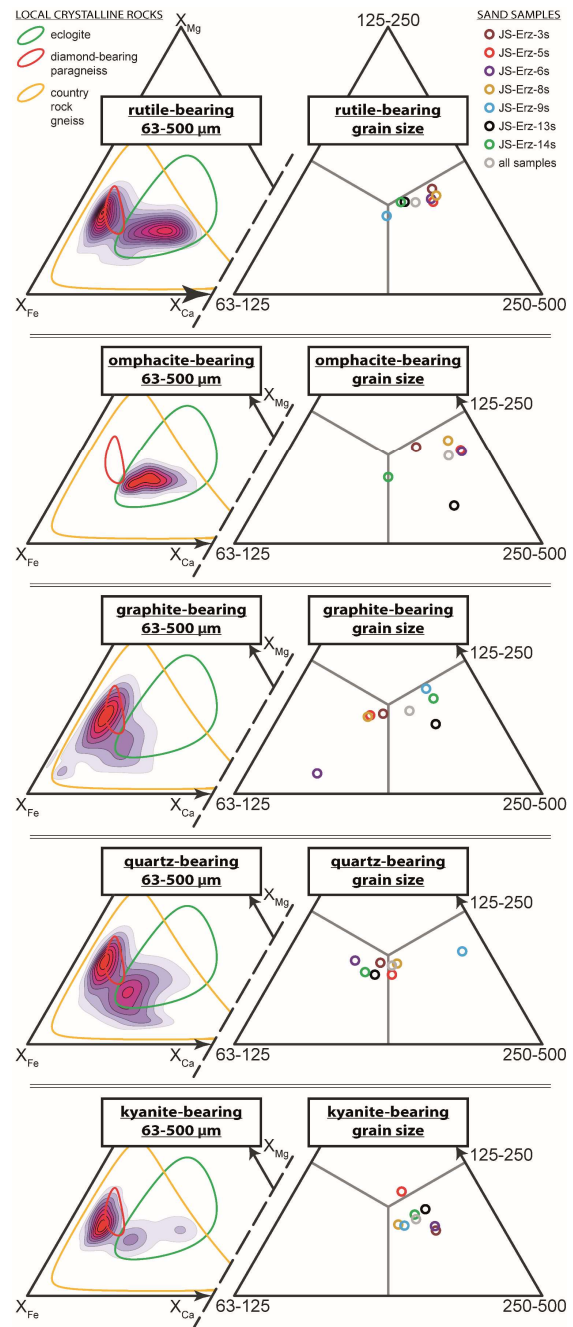 LOCAL CRYSTALLINE ROCKS
eclogite
diamond-bearing
paragneiss
country
rock
gneiss
X_Mg
125-250
SAND SAMPLES
JS-Erz-3s
JS-Erz-5s
JS-Erz-6s
JS-Erz-8s
JS-Erz-9s
JS-Erz-13s
JS-Erz-14s
all samples
rutile-bearing
63-500 µm
rutile-bearing
grain size
X_Fe
X_Ca
63-125
250-500
omphacite-bearing
63-500 µm
X_Mg
omphacite-bearing
grain size
125-250
X_Fe
X_Ca
63-125
250-500
graphite-bearing
63-500 µm
X_Mg
graphite-bearing
grain size
125-250
X_Fe
X_Ca
63-125
250-500
quartz-bearing
63-500 µm
X_Mg
quartz-bearing
grain size
125-250
X_Fe
X_Ca
63-125
250-500
kyanite-bearing
63-500 µm
X_Mg
kyanite-bearing
grain size
125-250
X_Fe
X_Ca
63-125
250-500